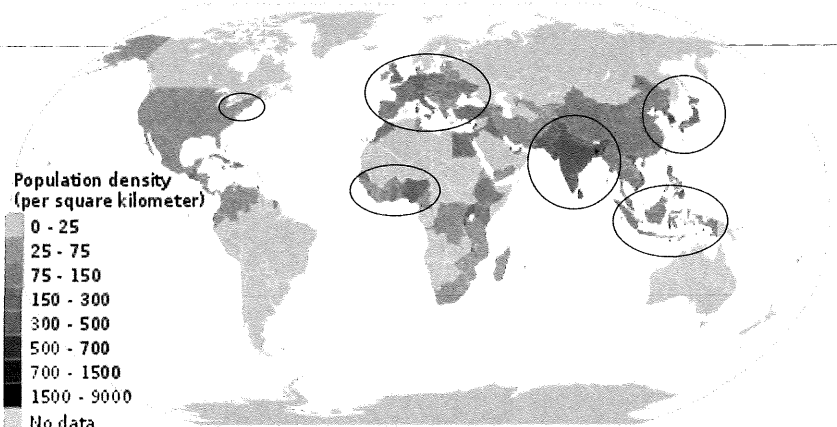 Population density
(per square kilometer)
0 - 25
25 - 75
75 - 150
150 - 300
300 - 500
500 - 700
700 - 1500
1500 - 9000
No data